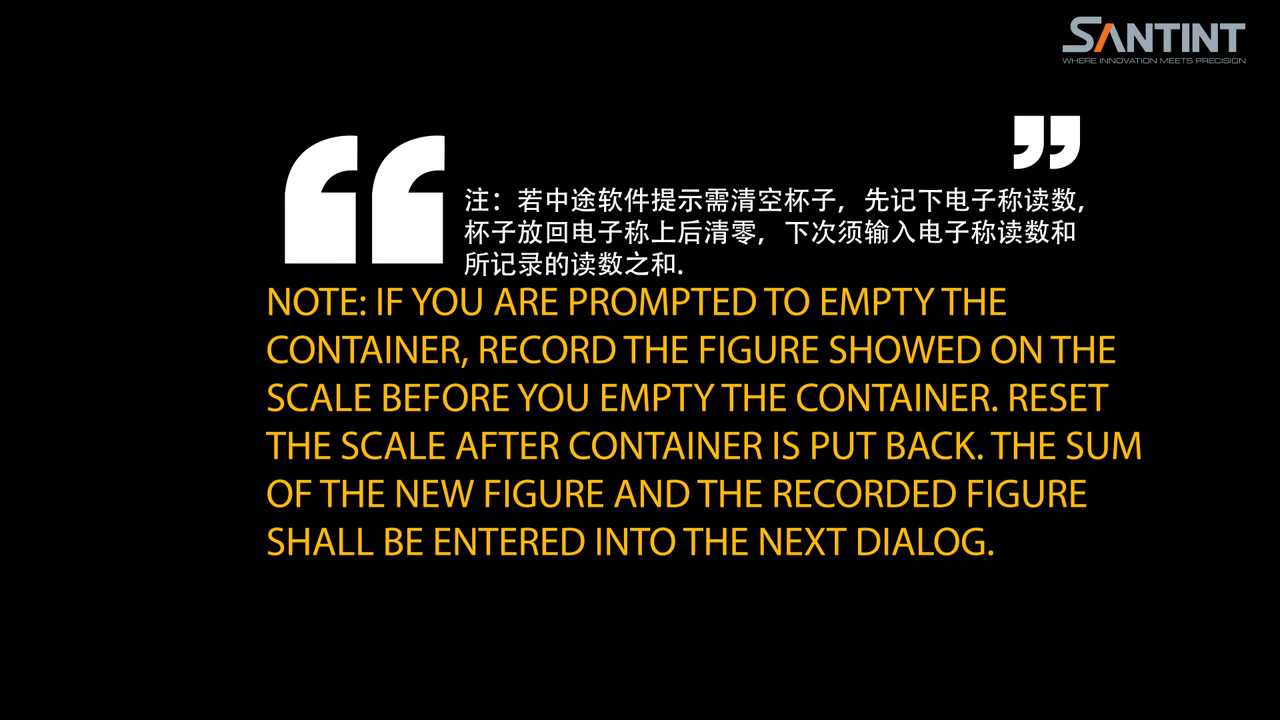 SANTINT
WHERE INNOVATION MEETS PRECISION
注：若中途软件提示需清空杯子，先记下电子称读数,
杯子放回电子称上后清零，下次须输入电子称读数和
所记录的读数之和.
NOTE: IF YOU ARE PROMPTED TO EMPTY THE
CONTAINER, RECORD THE FIGURE SHOWED ON THE
SCALE BEFORE YOU EMPTY THE CONTAINER. RESET
THE SCALE AFTER CONTAINER IS PUT BACK. THE SUM
OF THE NEW FIGURE AND THE RECORDED FIGURE
SHALL BE ENTERED INTO THE NEXT DIALOG.